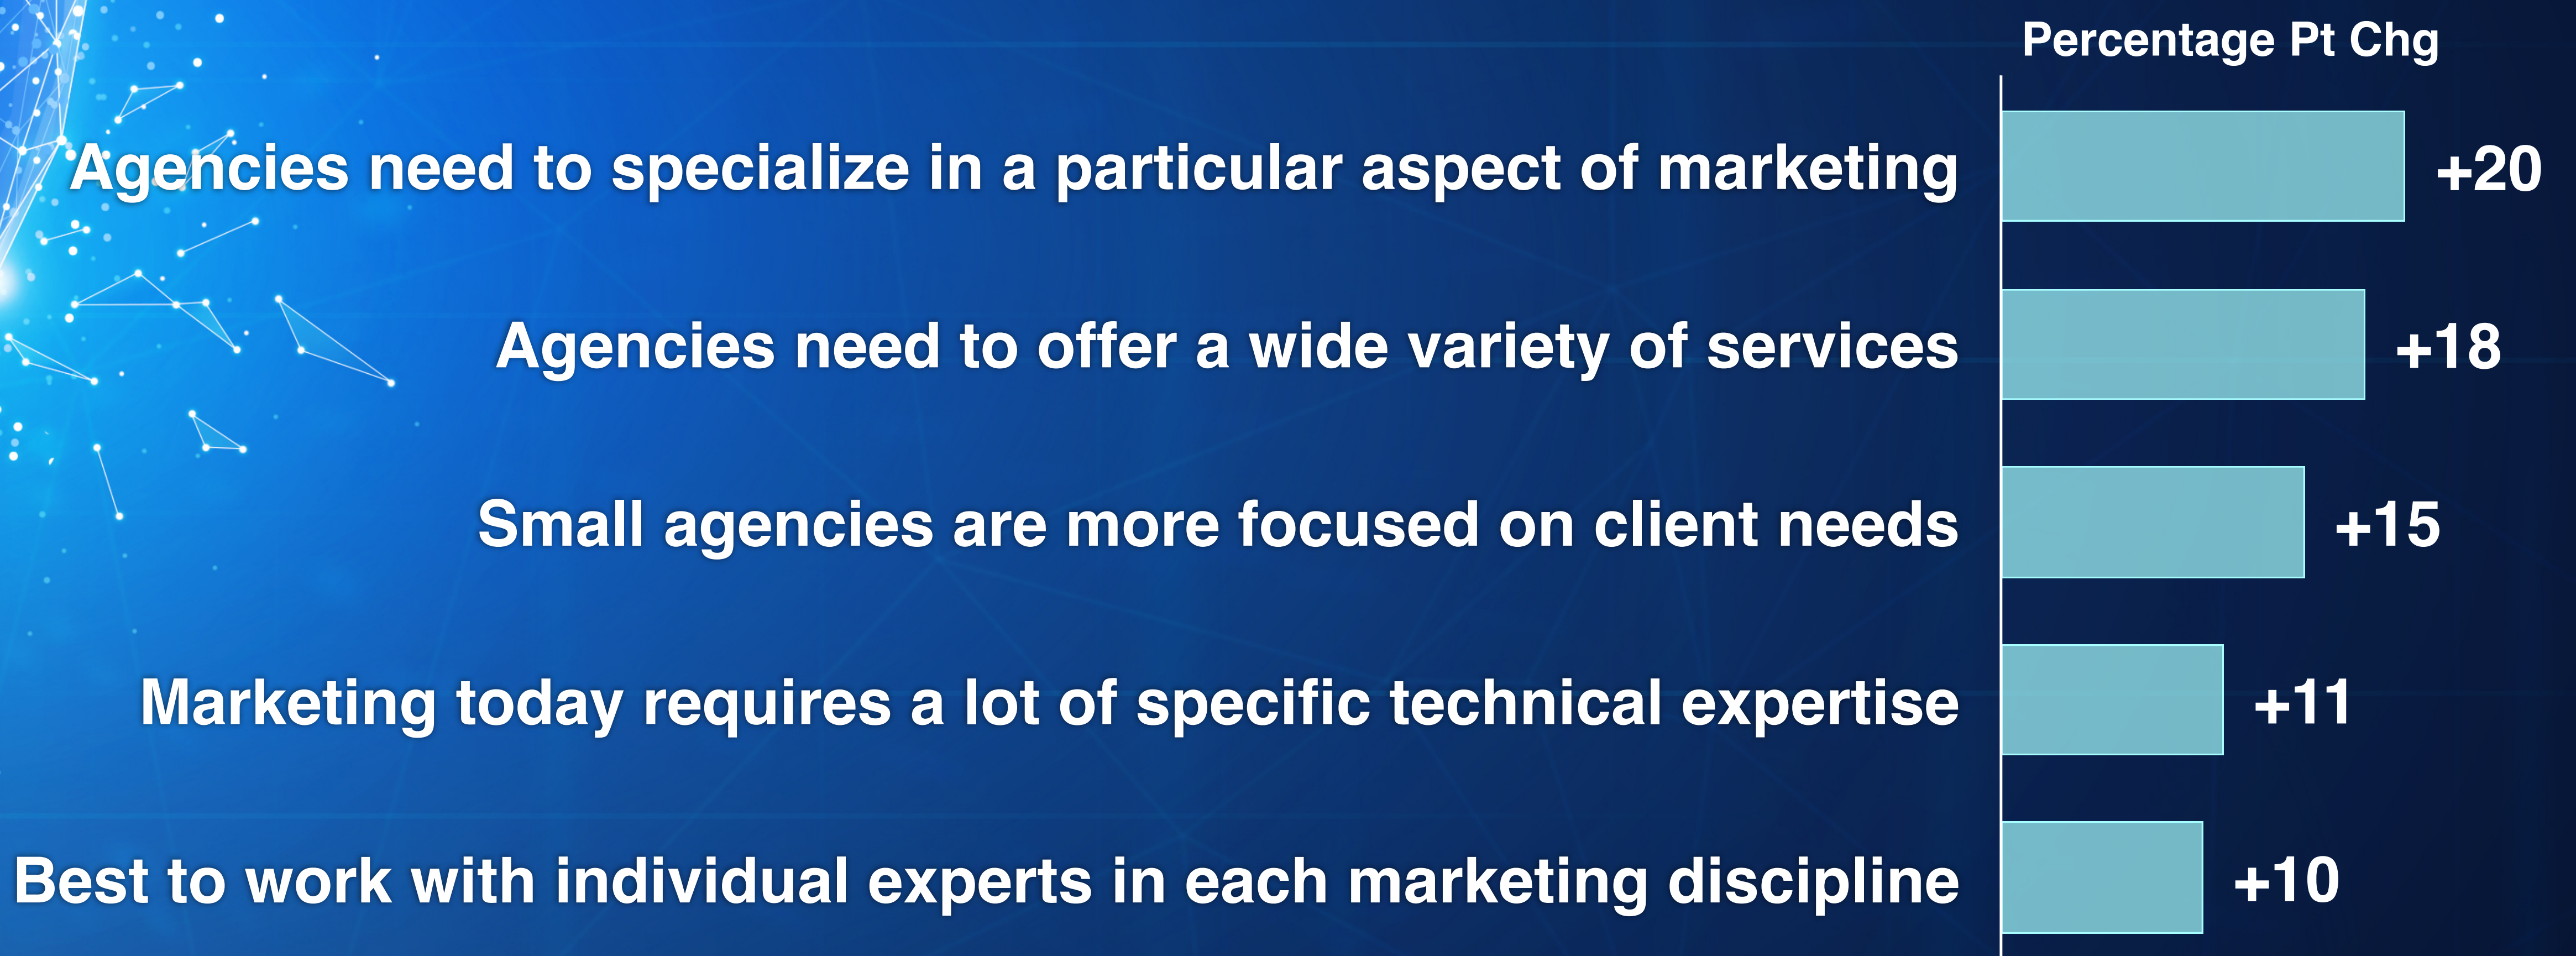 Percentage Pt Chg
Agencies need to specialize in a particular aspect of marketing +20
Agencies need to offer a wide variety of services +18
Small agencies are more focused on client needs +15
Marketing today requires a lot of specific technical expertise +11
Best to work with individual experts in each marketing discipline +10